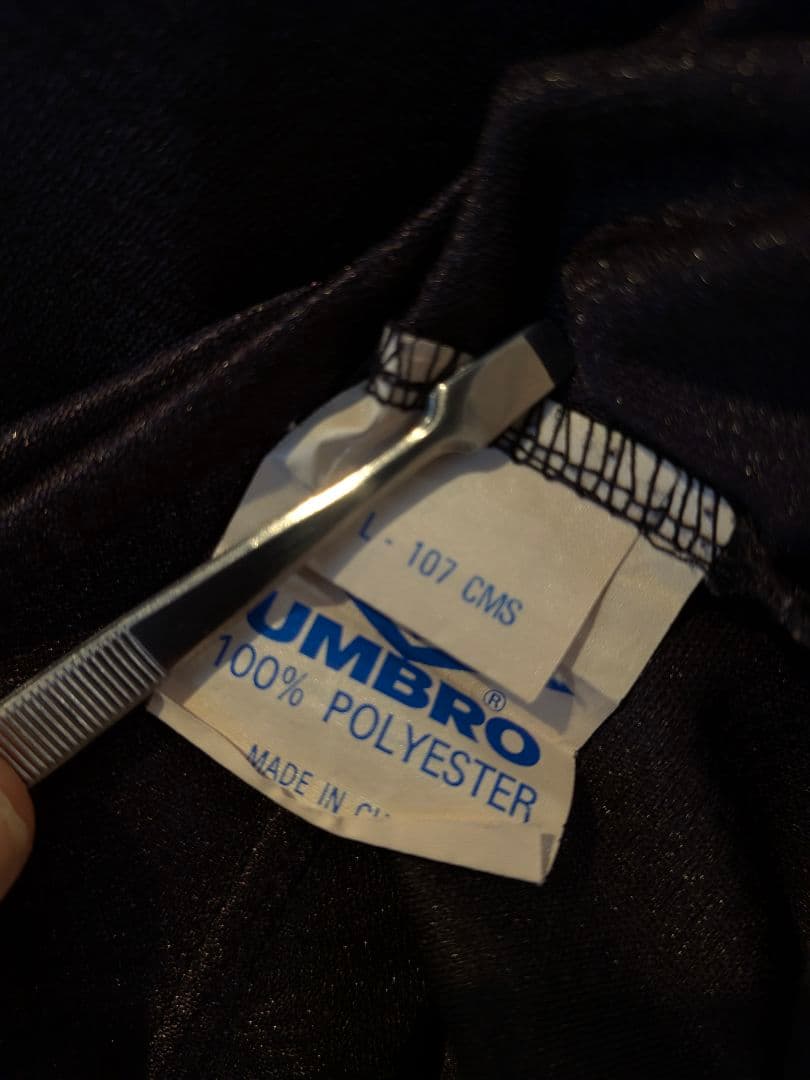 L - 107 CMS
UMBRO®
100% POLYESTER
MADE IN